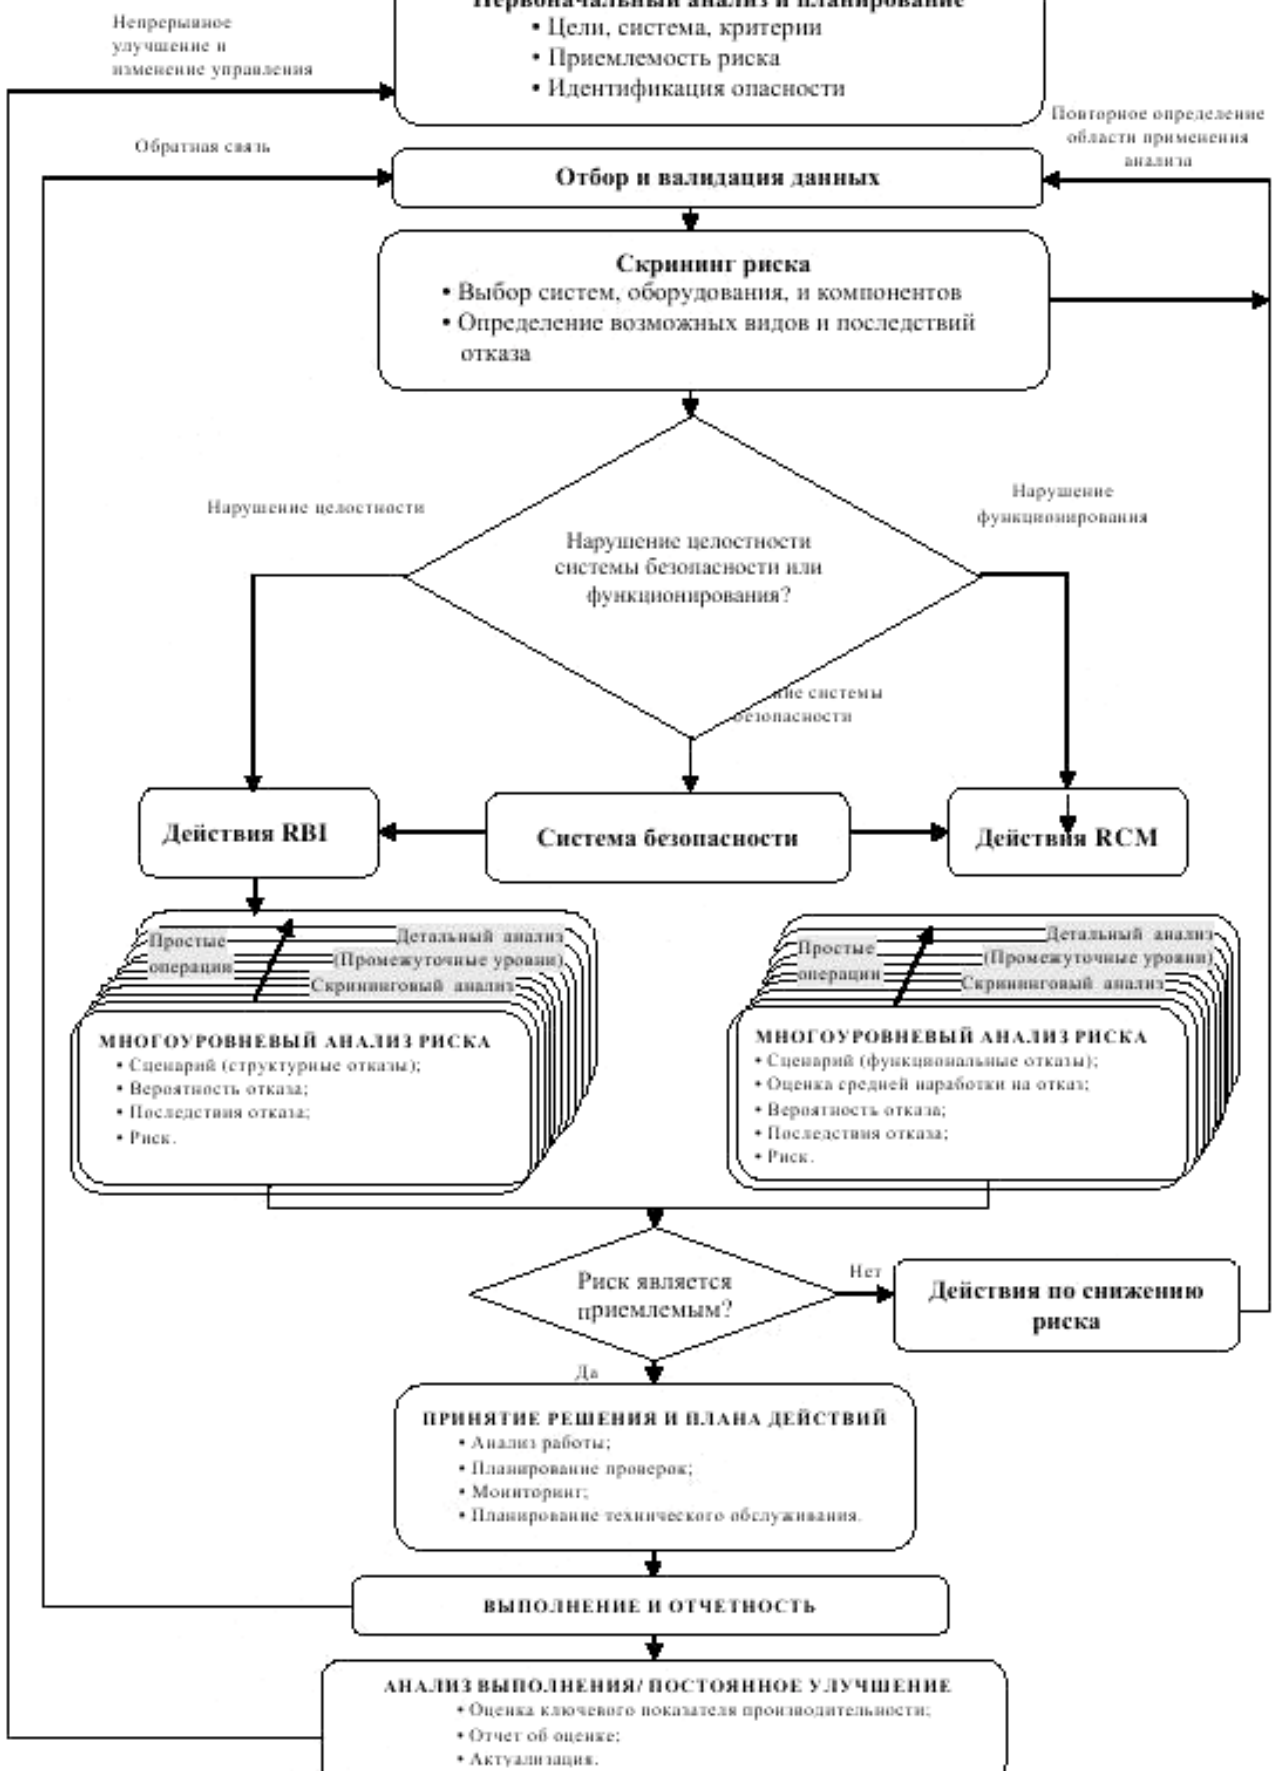 Первоначальный анализ и планирование
• Цели, система, критерии
• Приемлемость риска
• Идентификация опасности
Непрерывное
улучшение и
изменение управления
Обратная связь
Повторное определение
области применения
анализа
Отбор и валидация данных
Скрининг риска
• Выбор систем, оборудования, и компонентов
• Определение возможных видов и последствий
отказа
Нарушение целостности
Нарушение
функционирования
Нарушение целостности
системы безопасности или
функционирования?
системы
Действия RBI
Система безопасности
Действия RCM
Простые
операции
Детальный анализ
(Промежуточные уровни)
Скрининговый анализ
МНОГОУРОВНЕВЫЙ АНАЛИЗ РИСКА
• Сценарий (структурные отказы);
• Вероятность отказа;
• Последствия отказа;
• Риск.
Простые
операции
Детальный анализ
(Промежуточные уровни)
Скрининговый анализ
МНОГОУРОВНЕВЫЙ АНАЛИЗ РИСКА
• Сценарий (функциональные отказы);
• Оценка средней наработки на отказ;
• Вероятность отказа;
• Последствия отказа;
• Риск.
Риск является
приемлемым?
Нет
Действия по снижению
риска
Да
ПРИНЯТИЕ РЕШЕНИЯ И ПЛАНА ДЕЙСТВИЙ
• Анализ работы;
• Планирование проверок;
• Мониторинг;
• Планирование технического обслуживания.
ВЫПОЛНЕНИЕ И ОТЧЕТНОСТЬ
АНАЛИЗ ВЫПОЛНЕНИЯ/ ПОСТОЯННОЕ УЛУЧШЕНИЕ
• Оценка ключевого показателя производительности;
• Отчет об оценке;
• Актуализация.